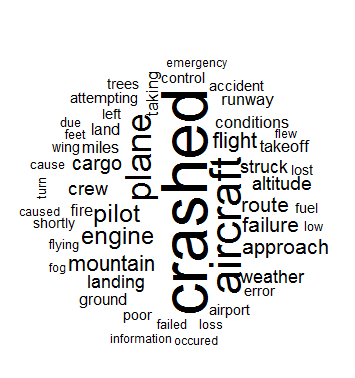 emergency
trees
taking
control
accident
attempting
runway
left
crashed
conditions
due
land
plane
flight
flew
feet
takeoff
wing
miles
cause
cargo
aircraft
struck
lost
turn
crew
altitude
caused
fire
pilot
route
fuel
shortly
failure
low
flying
engine
approach
fog
mountain
landing
weather
ground
error
poor
airport
failed
loss
information
occured